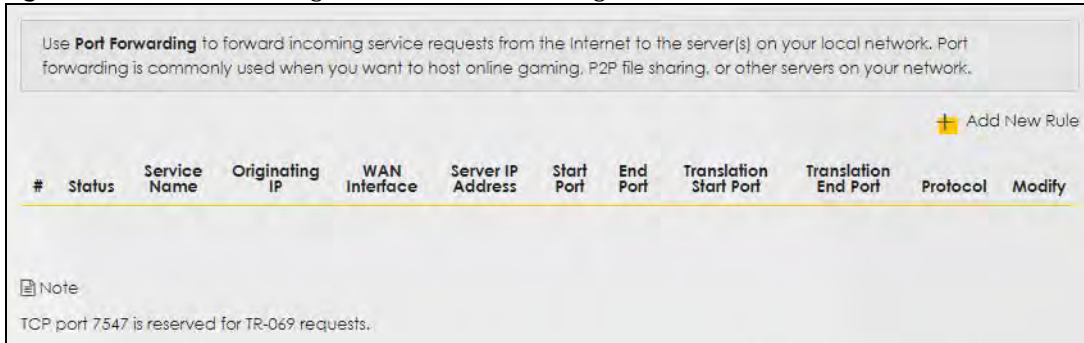 Use Port Forwarding to forward incoming service requests from the Internet to the server(s) on your local network. Port
forwarding is commonly used when you want to host online gaming, P2P file sharing, or other servers on your network.
+ Add New Rule
# Status Service Name Originating IP WAN Interface Server IP Address Start Port End Port Translation Start Port Translation End Port Protocol Modify
Note
TCP port 7547 is reserved for TR-069 requests.